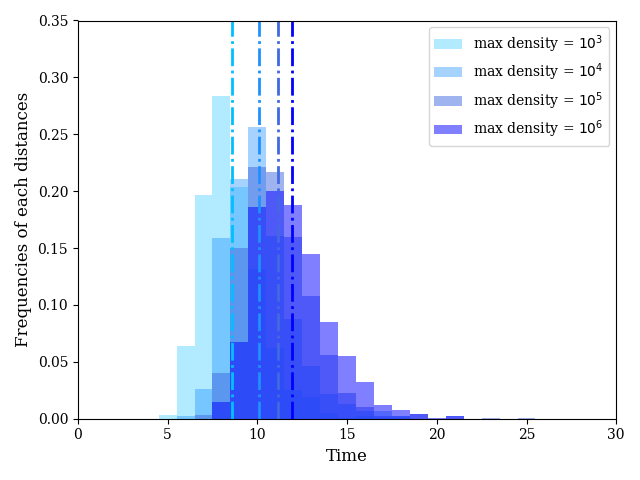 0.35
0.30
0.25
0.20
0.15
0.10
0.05
0.00
Frequencies of each distances
max density = 10³
max density = 10⁴
max density = 10⁵
max density = 10⁶
0 5 10 15 20 25 30
Time